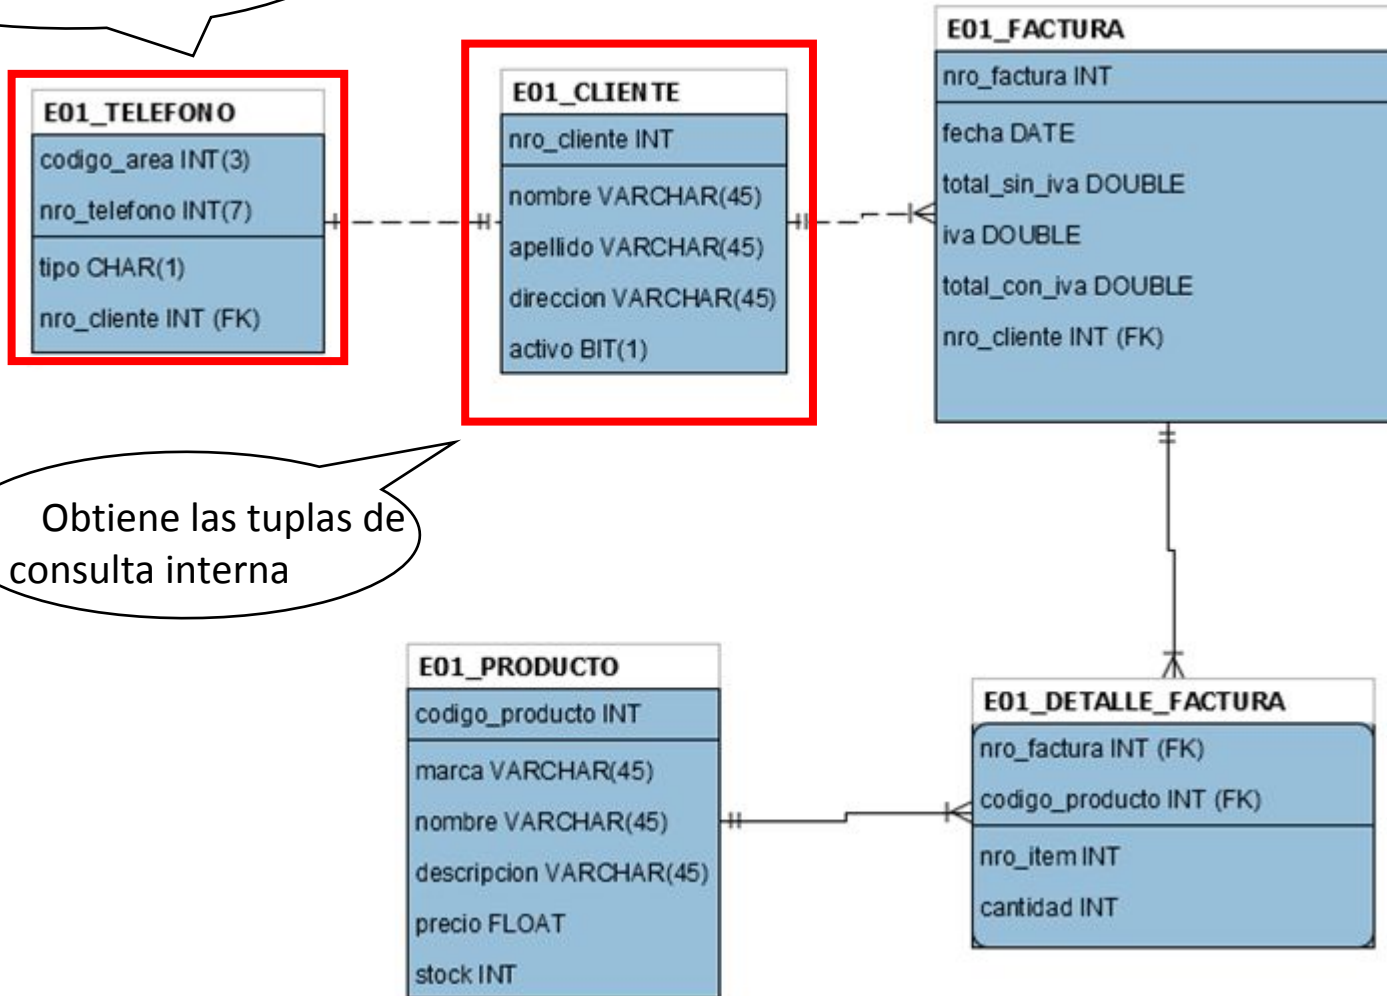 E01_TELEFONO
codigo_area INT(3)
nro_telefono INT(7)
tipo CHAR(1)
nro_cliente INT (FK)
E01_CLIENTE
nro_cliente INT
nombre VARCHAR(45)
apellido VARCHAR(45)
direccion VARCHAR(45)
activo BIT(1)
E01_FACTURA
nro_factura INT
fecha DATE
total_sin_iva DOUBLE
iva DOUBLE
total_con_iva DOUBLE
nro_cliente INT (FK)
Obtiene las tuplas de
consulta interna
E01_PRODUCTO
codigo_producto INT
marca VARCHAR(45)
nombre VARCHAR(45)
descripcion VARCHAR(45)
precio FLOAT
stock INT
E01_DETALLE_FACTURA
nro_factura INT (FK)
codigo_producto INT (FK)
nro_item INT
cantidad INT